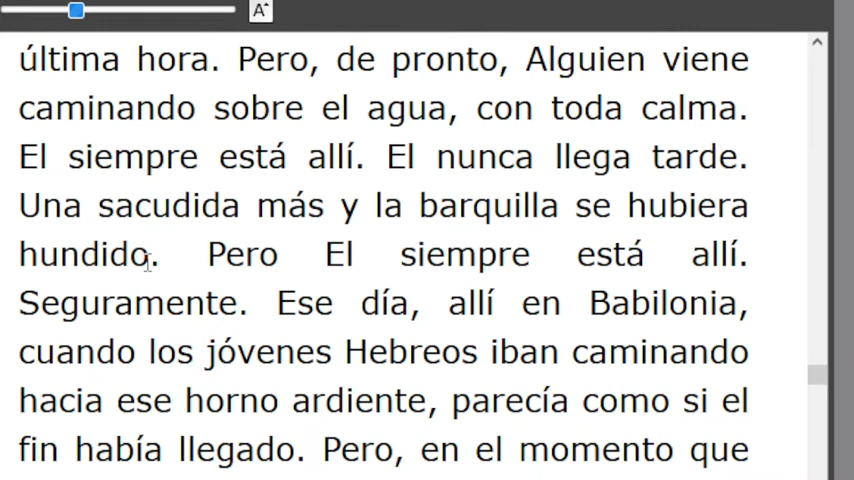 A
última hora. Pero, de pronto, Alguien viene
caminando sobre el agua, con toda calma.
El siempre está allí. El nunca llega tarde.
Una sacudida más y la barquilla se hubiera
hundido. Pero El siempre está allí.
Seguramente. Ese día, allí en Babilonia,
cuando los jóvenes Hebreos iban caminando
hacia ese horno ardiente, parecía como si el
fin había llegado. Pero, en el momento que